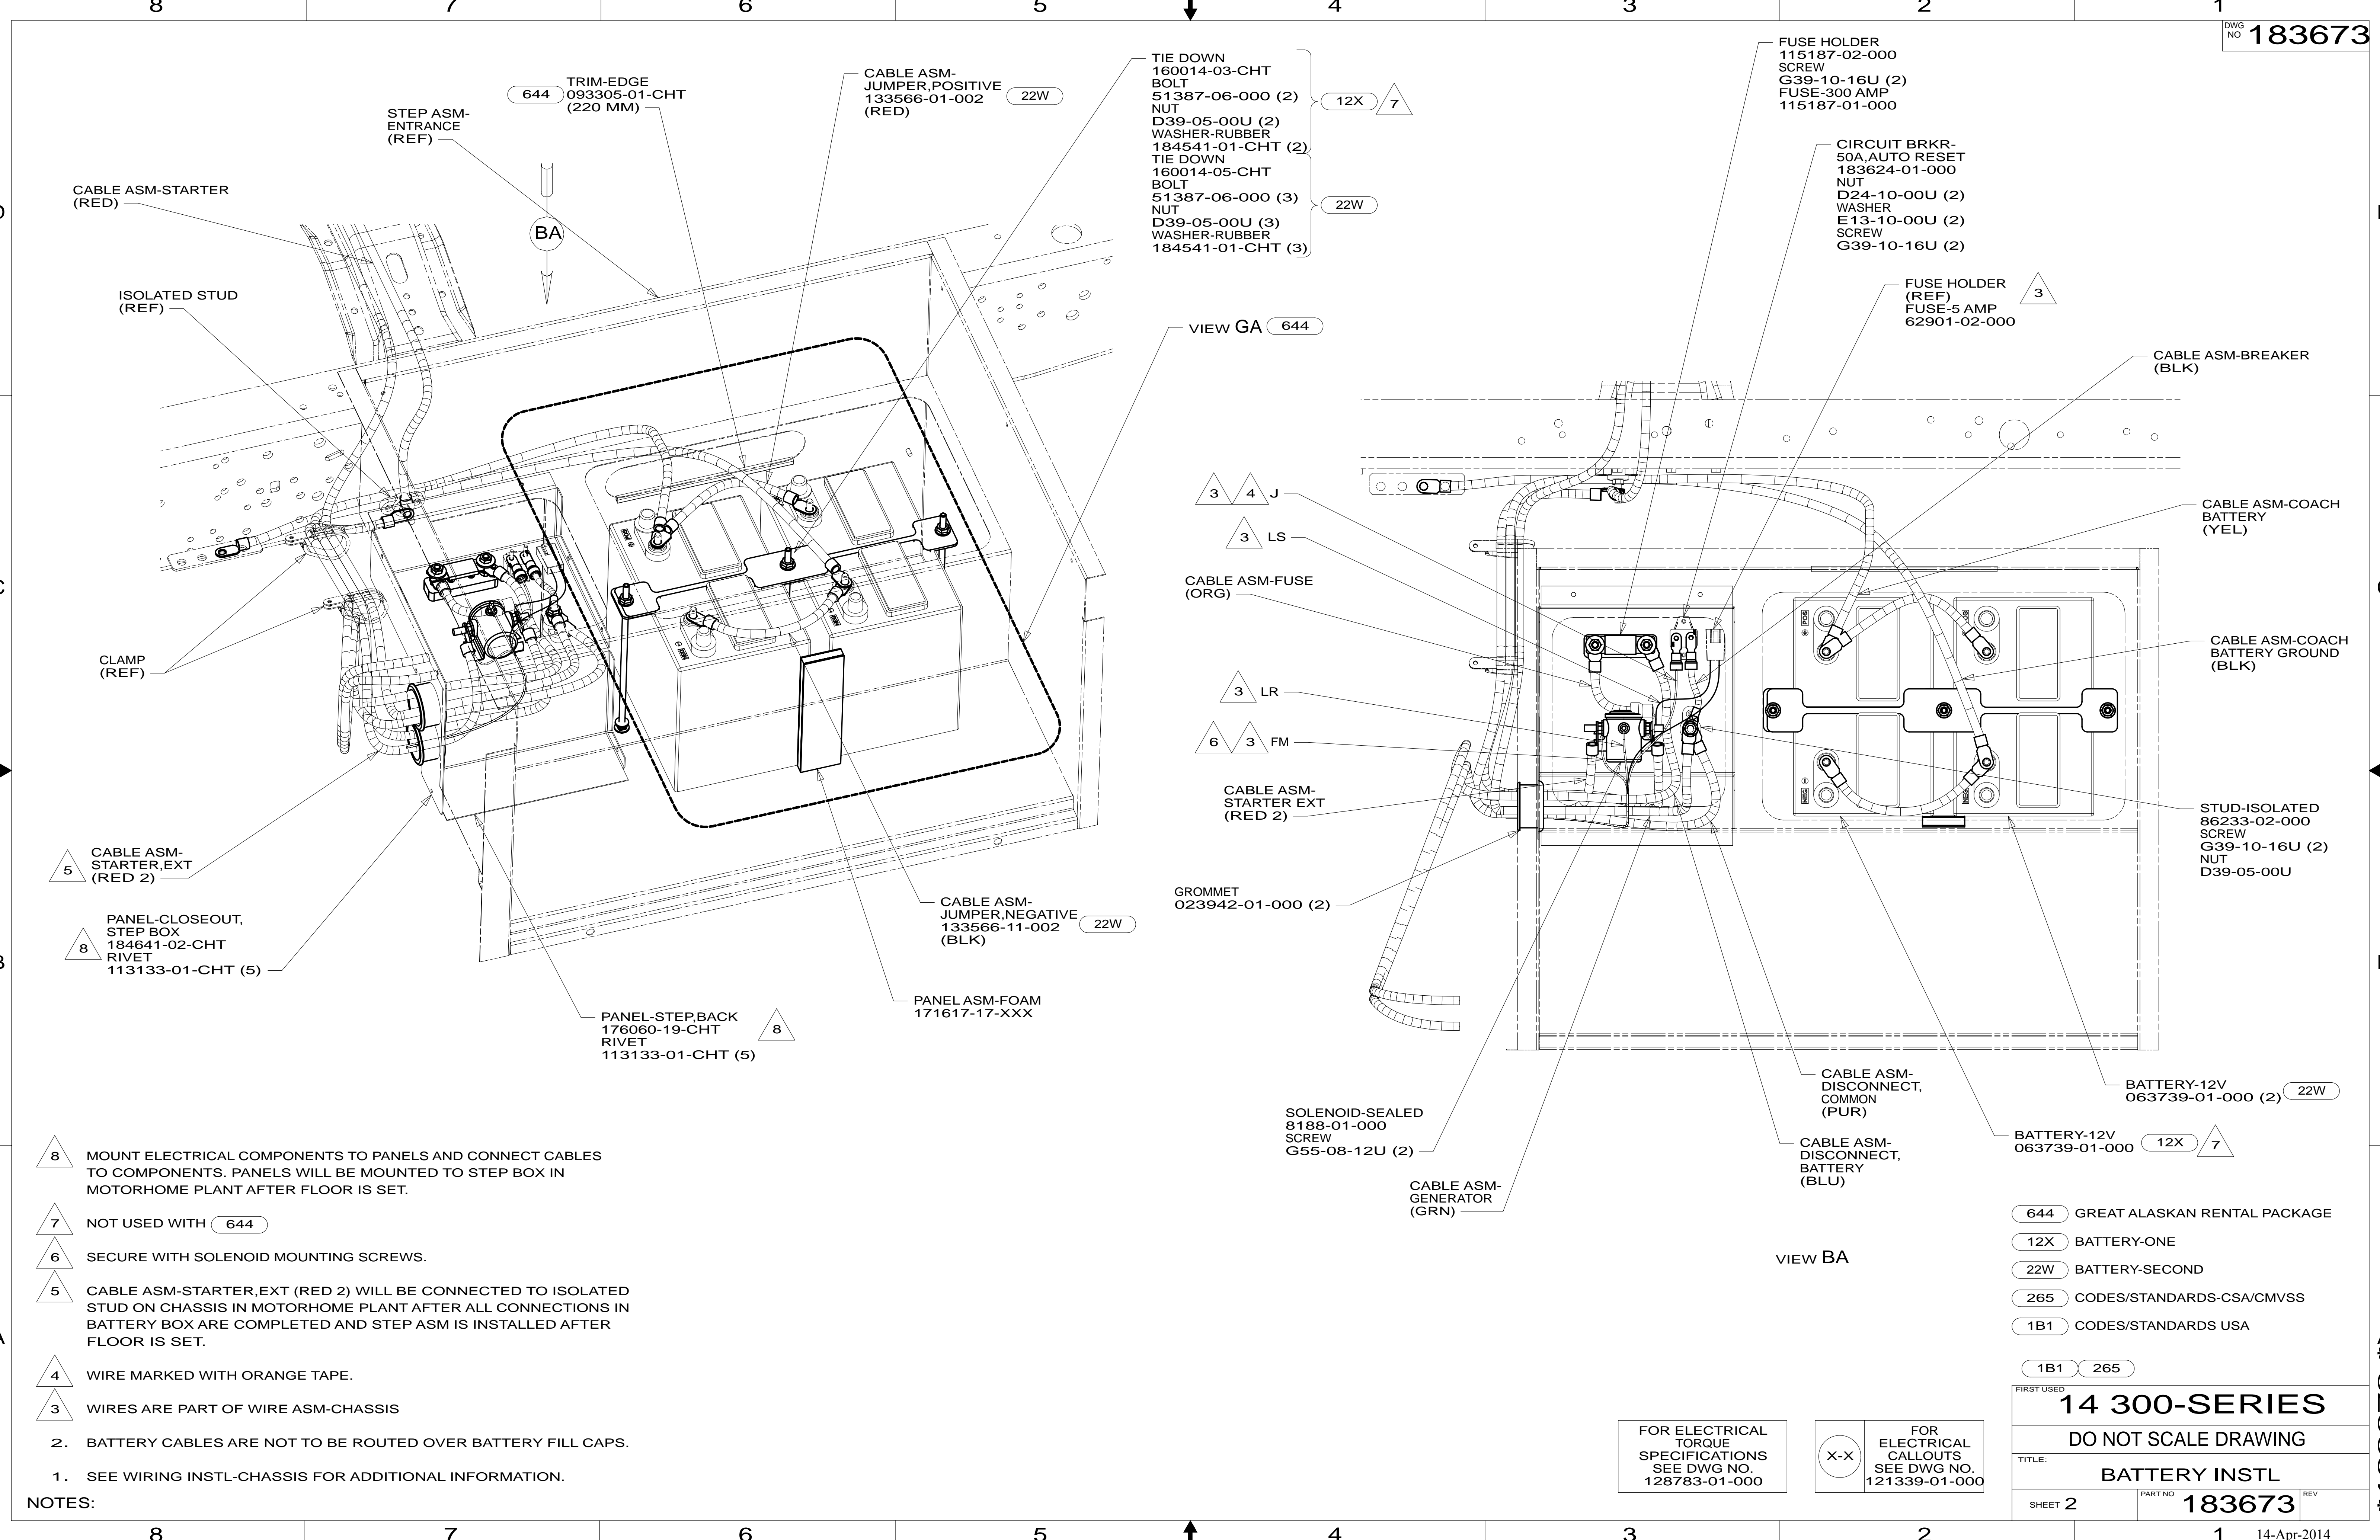 8 7 6 5 4 3 2 1
DWG
NO 183673
TRIM-EDGE
644 093305-01-CHT
(220 MM)
STEP ASM-
ENTRANCE
(REF)
CABLE ASM-
JUMPER,POSITIVE
133566-01-002 22W
(RED)
CABLE ASM-STARTER
(RED)
BA
ISOLATED STUD
(REF)
TIE DOWN
160014-03-CHT
BOLT
51387-06-000 (2)
NUT
D39-05-00U (2)
WASHER-RUBBER
184541-01-CHT (2)
12X 7
TIE DOWN
160014-05-CHT
BOLT
51387-06-000 (3)
NUT
D39-05-00U (3)
WASHER-RUBBER
184541-01-CHT (3)
22W
VIEW GA 644
CLAMP
(REF)
POS
NEG
NEG
5
CABLE ASM-
STARTER,EXT
(RED 2)
8
PANEL-CLOSEOUT,
STEP BOX
184641-02-CHT
RIVET
113133-01-CHT (5)
PANEL-STEP,BACK
176060-19-CHT 8
RIVET
113133-01-CHT (5)
CABLE ASM-
JUMPER,NEGATIVE
133566-11-002 22W
(BLK)
PANEL ASM-FOAM
171617-17-XXX
FUSE HOLDER
115187-02-000
SCREW
G39-10-16U (2)
FUSE-300 AMP
115187-01-000
CIRCUIT BRKR-
50A,AUTO RESET
183624-01-000
NUT
D24-10-00U (2)
WASHER
E13-10-00U (2)
SCREW
G39-10-16U (2)
FUSE HOLDER
(REF) 3
FUSE-5 AMP
62901-02-000
CABLE ASM-BREAKER
(BLK)
3 4 J
3 LS
CABLE ASM-FUSE
(ORG)
3 LR
6 3 FM
CABLE ASM-
STARTER EXT
(RED 2)
GROMMET
023942-01-000 (2)
CABLE ASM-COACH
BATTERY
(YEL)
CABLE ASM-COACH
BATTERY GROUND
(BLK)
POS
POS
NEG
NEG
STUD-ISOLATED
86233-02-000
SCREW
G39-10-16U (2)
NUT
D39-05-00U
SOLENOID-SEALED
8188-01-000
SCREW
G55-08-12U (2)
CABLE ASM-
GENERATOR
(GRN)
CABLE ASM-
DISCONNECT,
COMMON
(PUR)
CABLE ASM-
DISCONNECT,
BATTERY
(BLU)
BATTERY-12V
063739-01-000 (2) 22W
BATTERY-12V
063739-01-000 12X 7
VIEW BA
8 MOUNT ELECTRICAL COMPONENTS TO PANELS AND CONNECT CABLES
TO COMPONENTS. PANELS WILL BE MOUNTED TO STEP BOX IN
MOTORHOME PLANT AFTER FLOOR IS SET.
7 NOT USED WITH 644
6 SECURE WITH SOLENOID MOUNTING SCREWS.
5 CABLE ASM-STARTER,EXT (RED 2) WILL BE CONNECTED TO ISOLATED
STUD ON CHASSIS IN MOTORHOME PLANT AFTER ALL CONNECTIONS IN
BATTERY BOX ARE COMPLETED AND STEP ASM IS INSTALLED AFTER
FLOOR IS SET.
4 WIRE MARKED WITH ORANGE TAPE.
3 WIRES ARE PART OF WIRE ASM-CHASSIS
2. BATTERY CABLES ARE NOT TO BE ROUTED OVER BATTERY FILL CAPS.
1. SEE WIRING INSTL-CHASSIS FOR ADDITIONAL INFORMATION.
NOTES:
644 GREAT ALASKAN RENTAL PACKAGE
12X BATTERY-ONE
22W BATTERY-SECOND
265 CODES/STANDARDS-CSA/CMVSS
1B1 CODES/STANDARDS USA
1B1 265
FOR ELECTRICAL
TORQUE
SPECIFICATIONS
SEE DWG NO.
128783-01-000
X-X
FOR
ELECTRICAL
CALLOUTS
SEE DWG NO.
121339-01-000
FIRST USED
14 300-SERIES
DO NOT SCALE DRAWING
TITLE:
BATTERY INSTL
SHEET 2
PART NO 183673 REV
8 7 6 5 4 3 2 1
14-Apr-2014